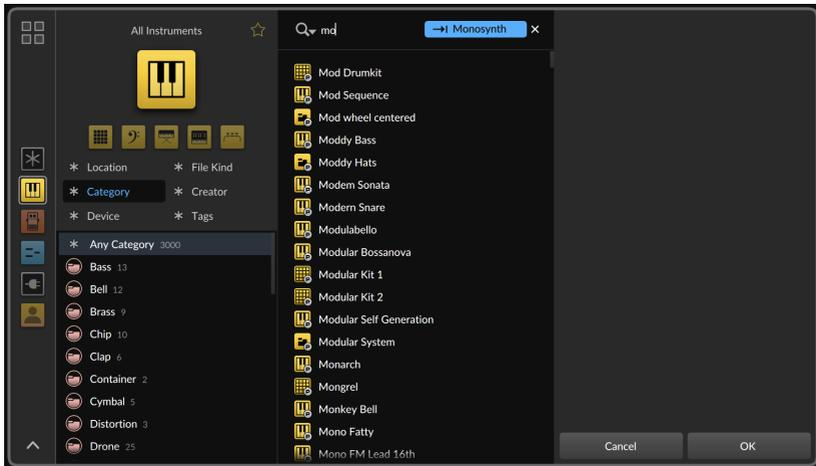 All Instruments
Location
File Kind
Category
Creator
Device
Tags
Any Category 3000
Bass 13
Bell 12
Brass 9
Chip 10
Clap 6
Container 2
Cymbal 5
Distortion 3
Drone 25
mo
Monosynth
Mod Drumkit
Mod Sequence
Mod wheel centered
Moddy Bass
Moddy Hats
Modem Sonata
Modern Snare
Modulabello
Modular Bossanova
Modular Kit 1
Modular Kit 2
Modular Self Generation
Modular System
Monarch
Mongrel
Monkey Bell
Mono Fatty
Mono FM Lead 16th
Cancel
OK